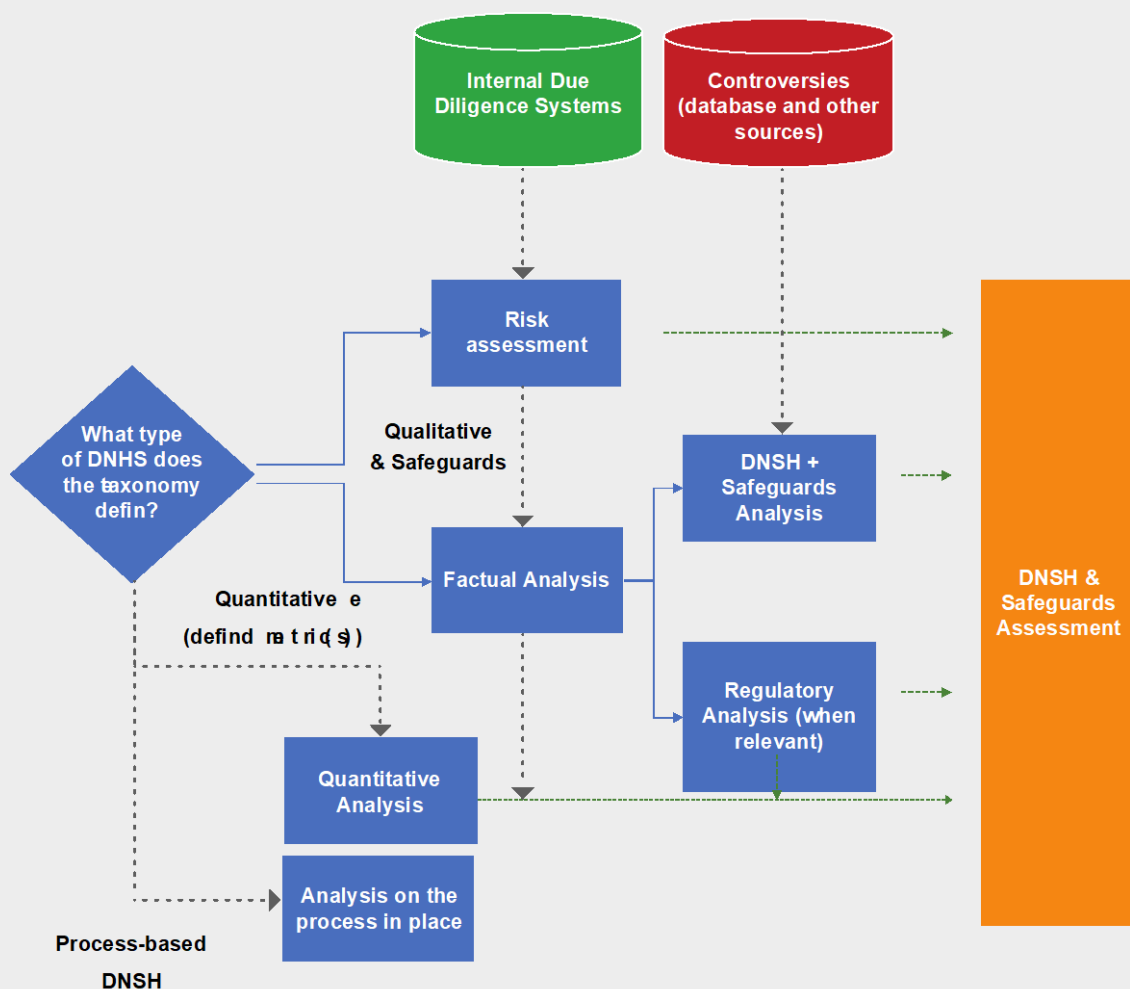 Internal Due
Diligence Systems
Controversies
(database and other
sources)
Risk
assessment
What type
of DNHS does
the taxonomy
defin?
Qualitative
& Safeguards
DNSH +
Safeguards
Analysis
Factual Analysis
DNSH &
Safeguards
Assessment
Quantitative e
(defind metric(s))
Regulatory
Analysis (when
relevant)
Quantitative
Analysis
Analysis on the
process in place
Process-based
DNSH